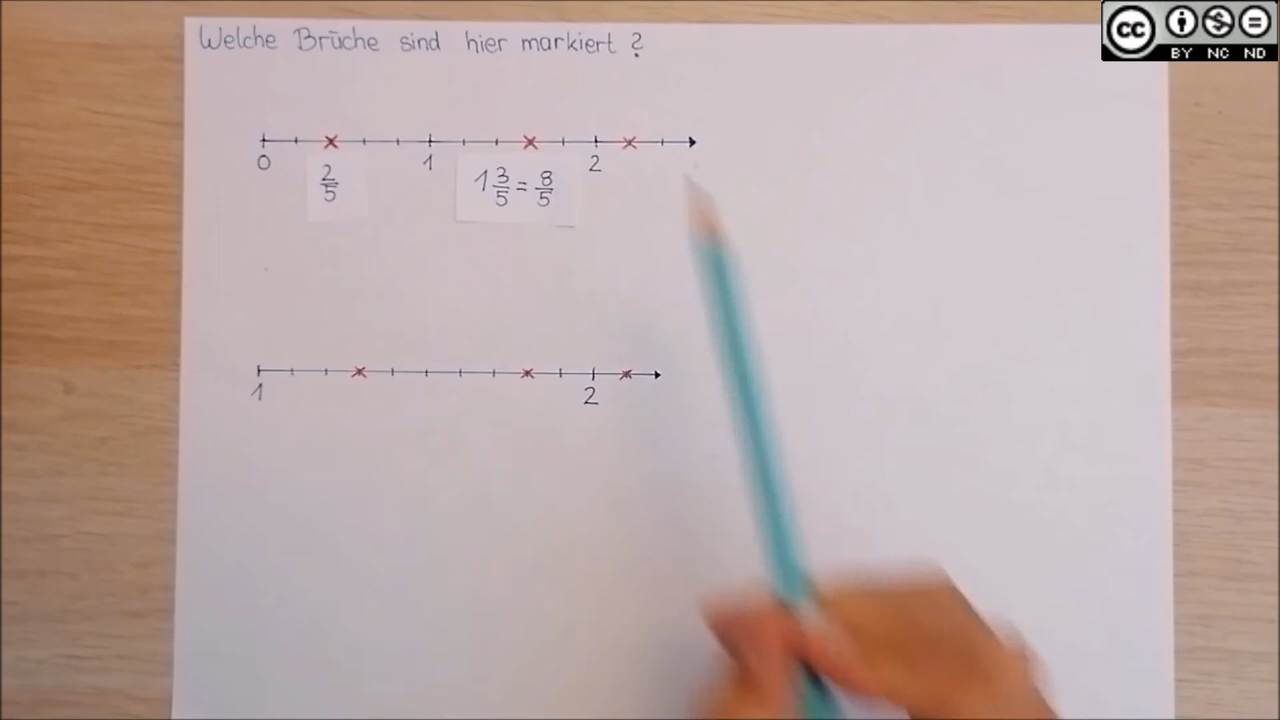 Welche Brüche sind hier markiert?
0 1 2
2/5 1 3/5 = 8/5
1 2
CC BY NC ND